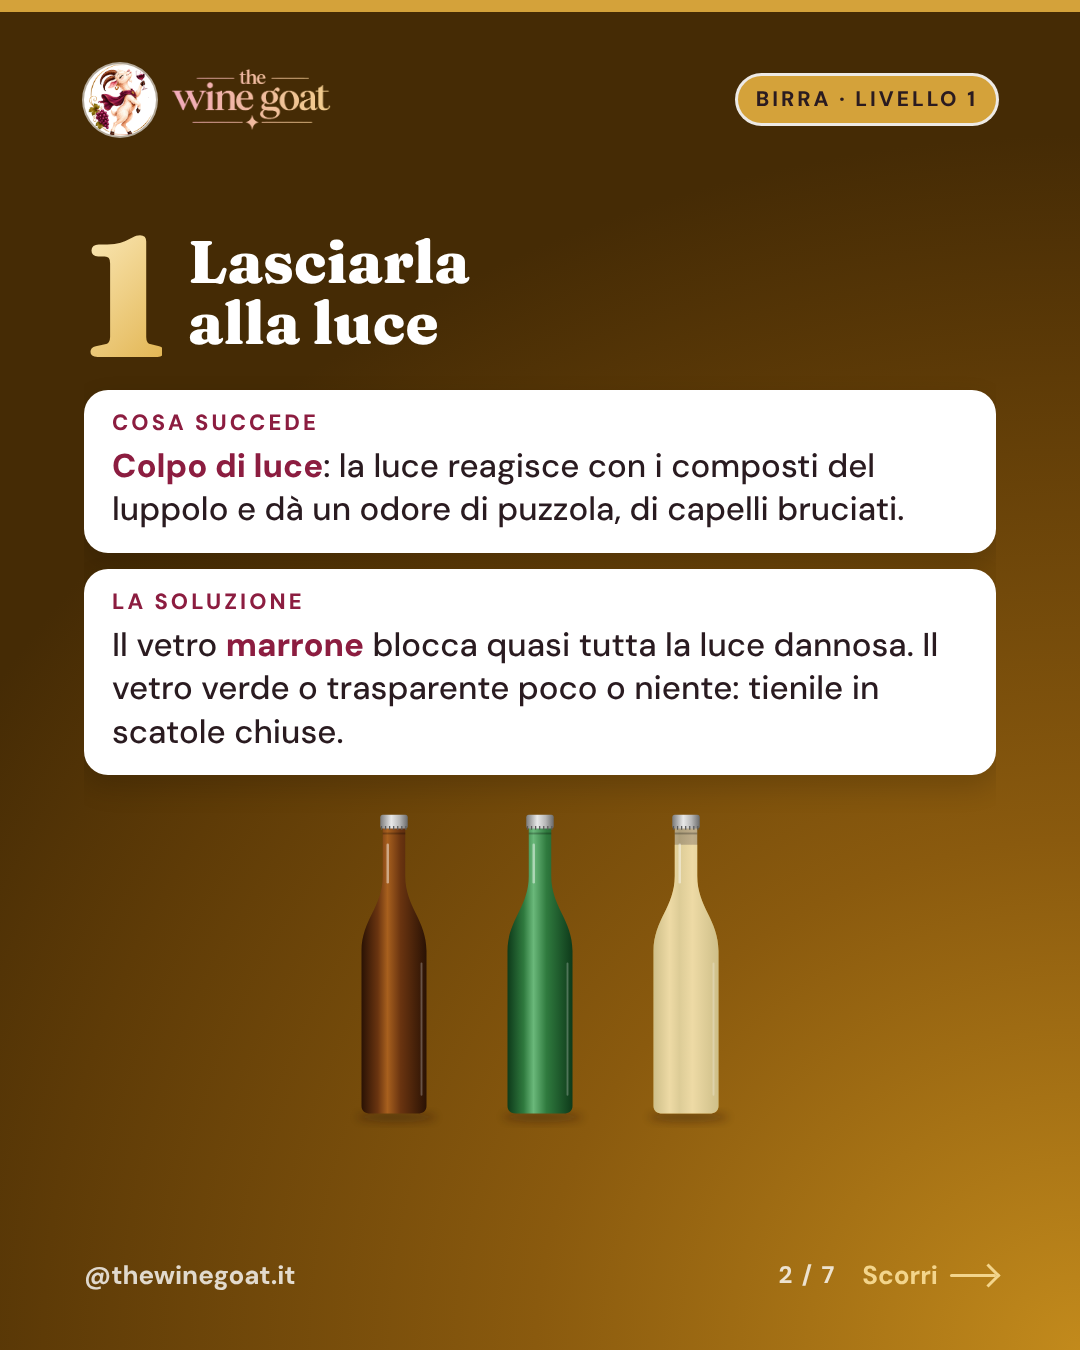 the
wine goat
BIRRA · LIVELLO 1
1
Lasciarla
alla luce
COSA SUCCEDE
Colpo di luce: la luce reagisce con i composti del
luppolo e dà un odore di puzzola, di capelli bruciati.
LA SOLUZIONE
Il vetro marrone blocca quasi tutta la luce dannosa. Il
vetro verde o trasparente poco o niente: tienile in
scatole chiuse.
@thewinegoat.it
2 / 7
Scorri